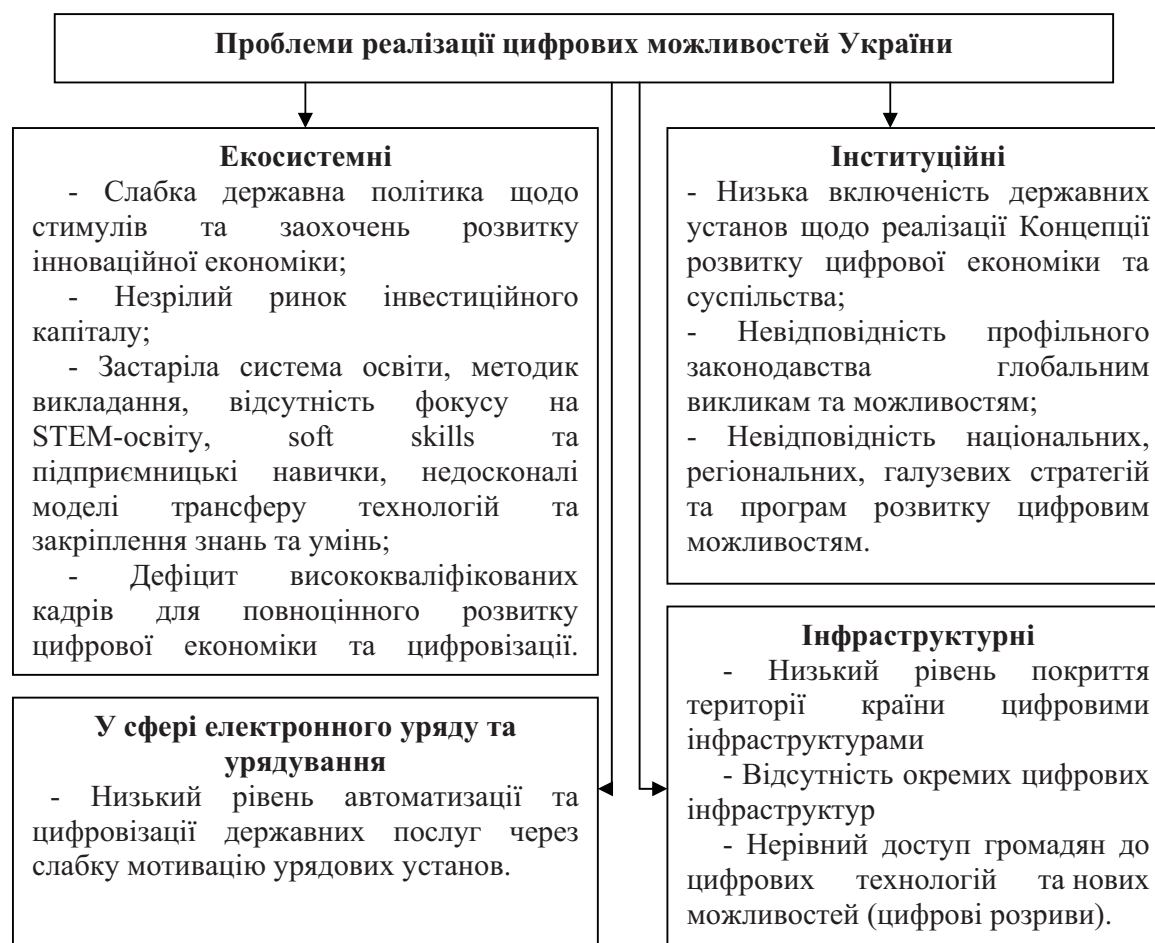 Проблеми реалізації цифрових можливостей України
Екосистемні
- Слабка державна політика щодо
стимулів та заохочень розвитку
інноваційної економіки;
- Незрілий ринок інвестиційного
капіталу;
- Застаріла система освіти, методик
викладання, відсутність фокусу на
STEM-освіту, soft skills та
підприємницькі навички, недосконалі
моделі трансферу технологій та
закріплення знань та умінь;
- Дефіцит висококваліфікованих
кадрів для повноцінного розвитку
цифрової економіки та цифровізації.
Інституційні
- Низька включеність державних
установ щодо реалізації Концепції
розвитку цифрової економіки та
суспільства;
- Невідповідність профільного
законодавства глобальним
викликам та можливостям;
- Невідповідність національних,
регіональних, галузевих стратегій
та програм розвитку цифровим
можливостям.
У сфері електронного уряду та
урядування
- Низький рівень автоматизації та
цифровізації державних послуг через
слабку мотивацію урядових установ.
Інфраструктурні
- Низький рівень покриття
території країни цифровими
інфраструктурами
- Відсутність окремих цифрових
інфраструктур
- Нерівний доступ громадян до
цифрових технологій та нових
можливостей (цифрові розриви).